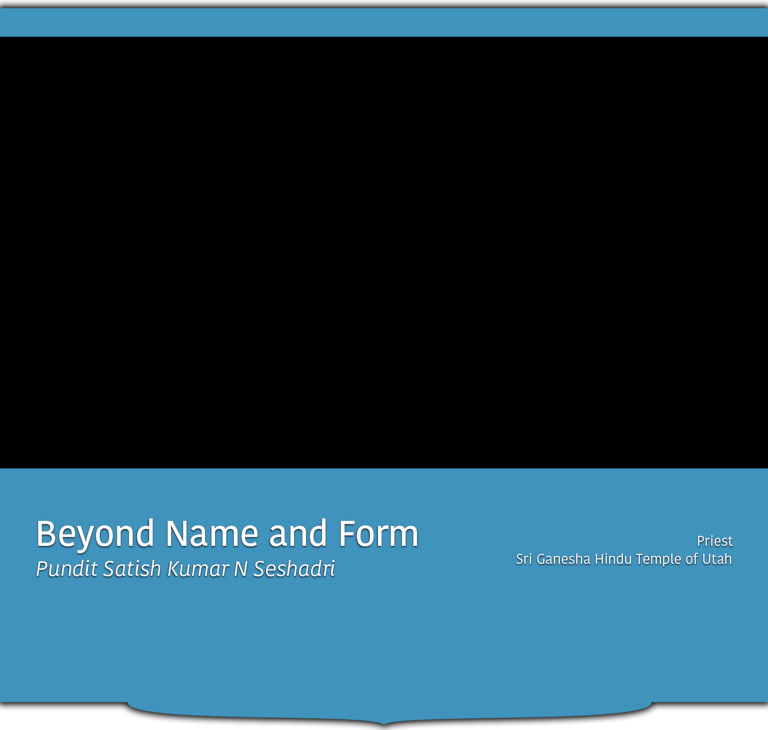 Beyond Name and Form
Pundit Satish Kumar N Seshadri
Priest
Sri Ganesha Hindu Temple of Utah